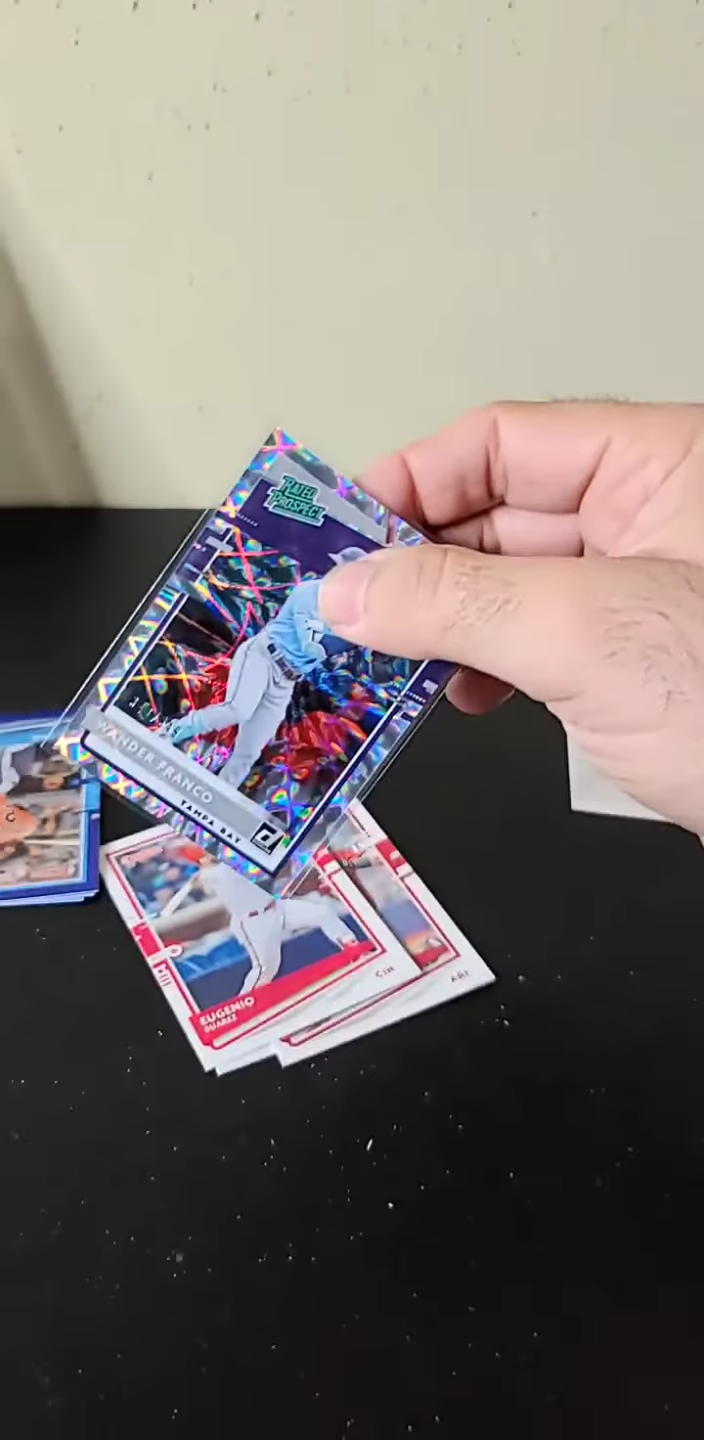 RATED
PROSPECT
WANDER FRANCO
TAMPA BAY
EUGENIO
SUAREZ
CIN
ARI